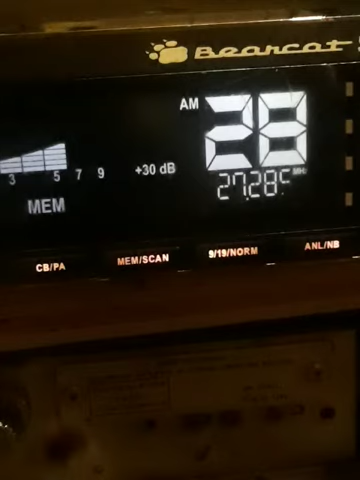 Bearcat
AM 28
3 5 7 9 +30 dB 27.285 MHz
MEM
CB/PA MEM/SCAN 9/19/NORM ANL/NB